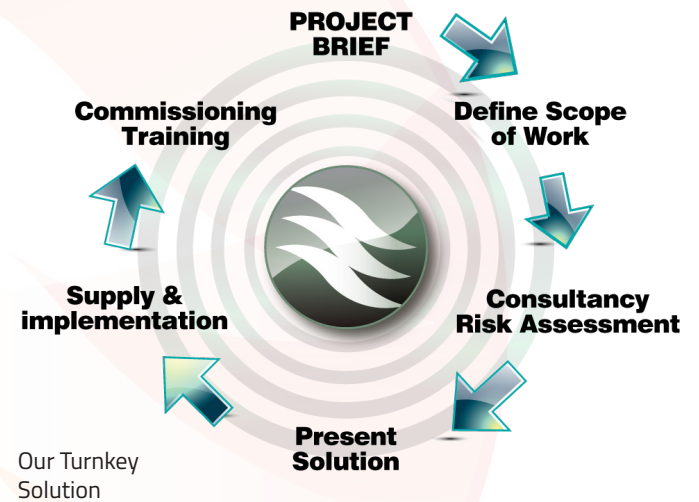 PROJECT
BRIEF
Define Scope
of Work
Consultancy
Risk Assessment
Present
Solution
Supply &
implementation
Commissioning
Training
Our Turnkey
Solution